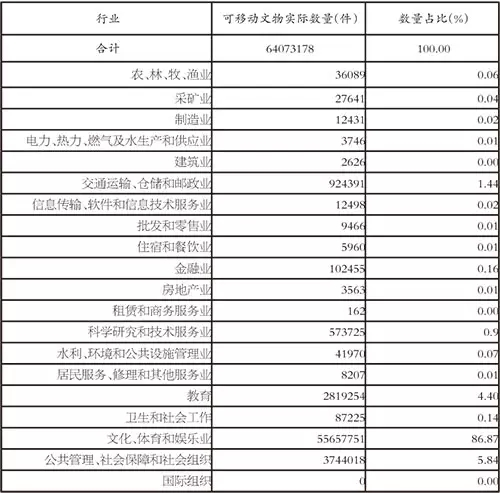 行业 可移动文物实际数量(件) 数量占比(%)
合计 64073178 100.00
农、林、牧、渔业 36089 0.06
采矿业 27641 0.04
制造业 12431 0.02
电力、热力、燃气及水生产和供应业 3746 0.01
建筑业 2626 0.00
交通运输、仓储和邮政业 924391 1.44
信息传输、软件和信息技术服务业 12498 0.02
批发和零售业 9466 0.01
住宿和餐饮业 5960 0.01
金融业 102455 0.16
房地产业 3563 0.01
租赁和商务服务业 162 0.00
科学研究和技术服务业 573725 0.9
水利、环境和公共设施管理业 41970 0.07
居民服务、修理和其他服务业 8207 0.01
教育 2819254 4.40
卫生和社会工作 87225 0.14
文化、体育和娱乐业 55657751 86.87
公共管理、社会保障和社会组织 3744018 5.84
国际组织 0 0.00